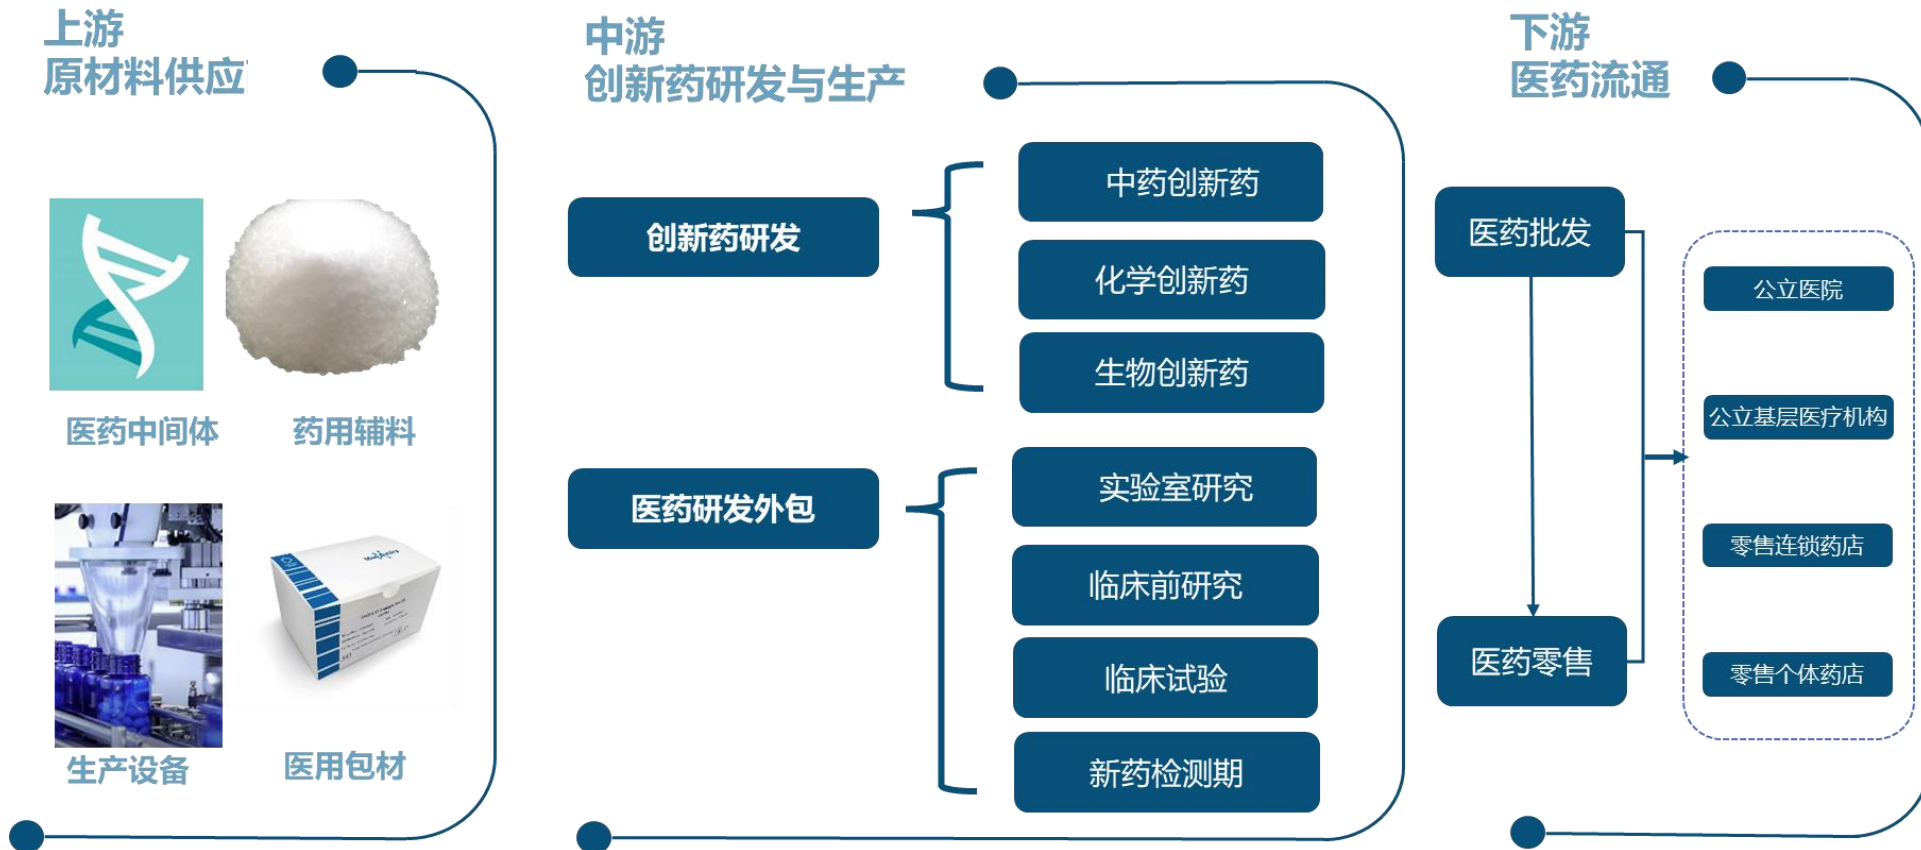 上游
原材料供应
医药中间体
药用辅料
生产设备
医用包材
中游
创新药研发与生产
创新药研发
中药创新药
化学创新药
生物创新药
医药研发外包
实验室研究
临床前研究
临床试验
新药检测期
下游
医药流通
医药批发
医药零售
公立医院
公立基层医疗机构
零售连锁药店
零售个体药店